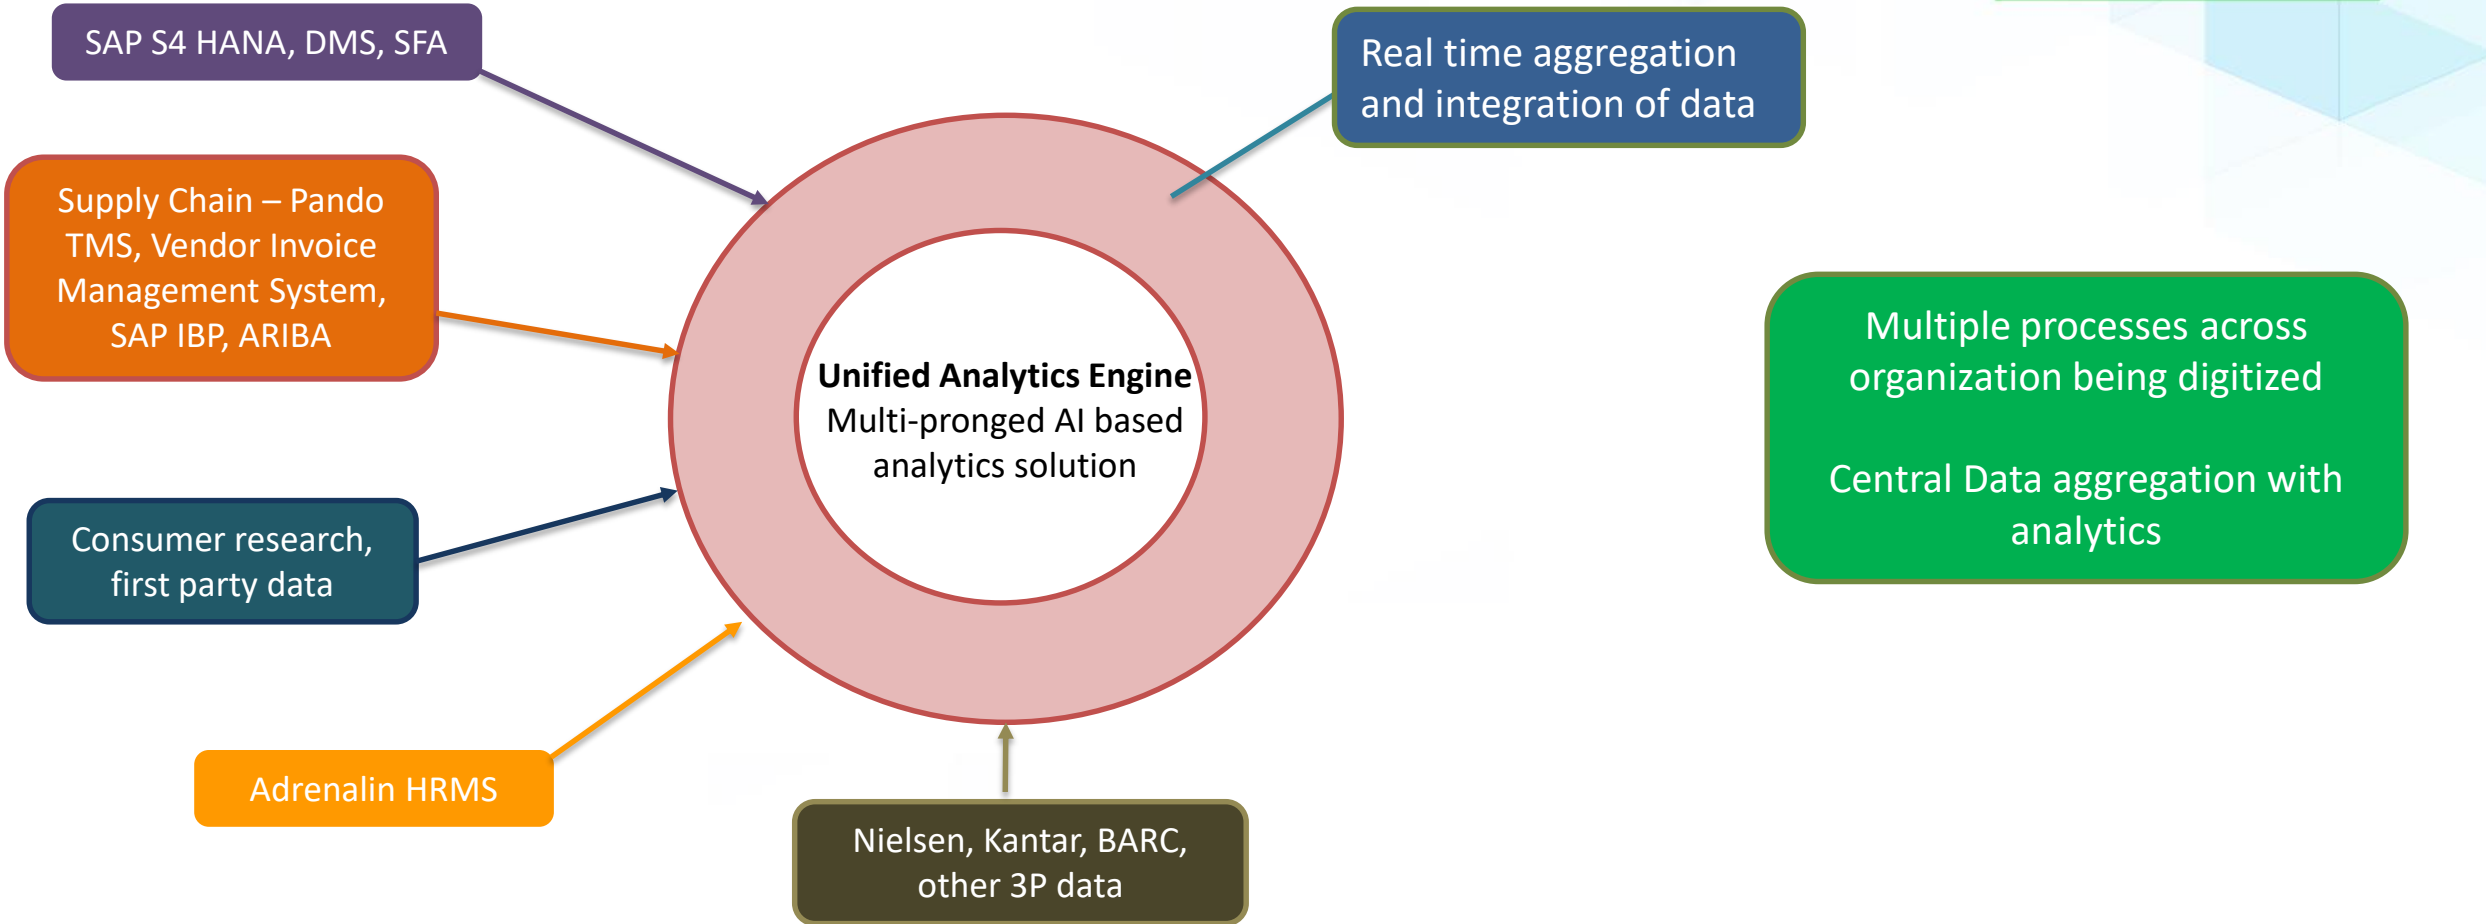 SAP S4 HANA, DMS, SFA
Real time aggregation
and integration of data
Supply Chain – Pando
TMS, Vendor Invoice
Management System,
SAP IBP, ARIBA
Unified Analytics Engine
Multi-pronged AI based
analytics solution
Multiple processes across
organization being digitized
Central Data aggregation with
analytics
Consumer research,
first party data
Adrenalin HRMS
Nielsen, Kantar, BARC,
other 3P data